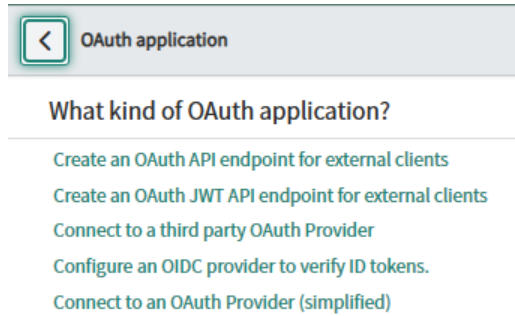 OAuth application
What kind of OAuth application?
Create an OAuth API endpoint for external clients
Create an OAuth JWT API endpoint for external clients
Connect to a third party OAuth Provider
Configure an OIDC provider to verify ID tokens.
Connect to an OAuth Provider (simplified)